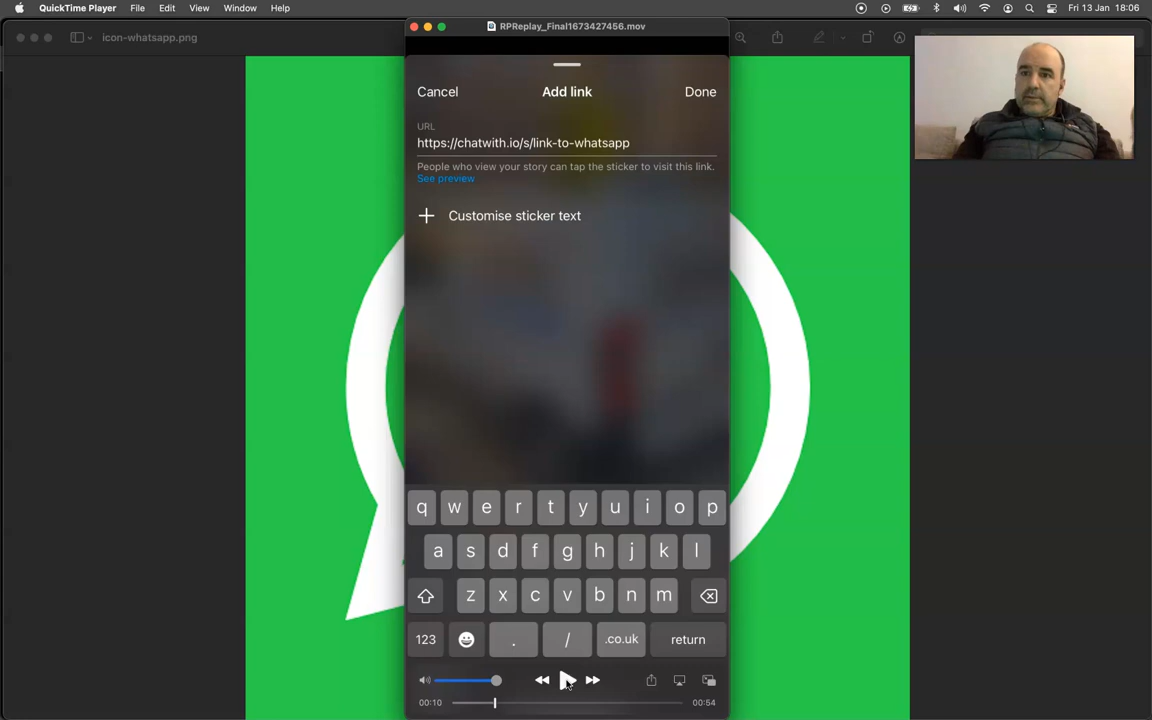 QuickTime Player File Edit View Window Help Fri 13 Jan 18:06
icon-whatsapp.png
RPReplay_Final1673427456.mov
Cancel Add link Done
URL
https://chatwith.io/s/link-to-whatsapp
People who view your story can tap the sticker to visit this link.
See preview
+ Customise sticker text
q w e r t y u i o p
a s d f g h j k l
z x c v b n m
123 . / .co.uk return
00:10 00:54